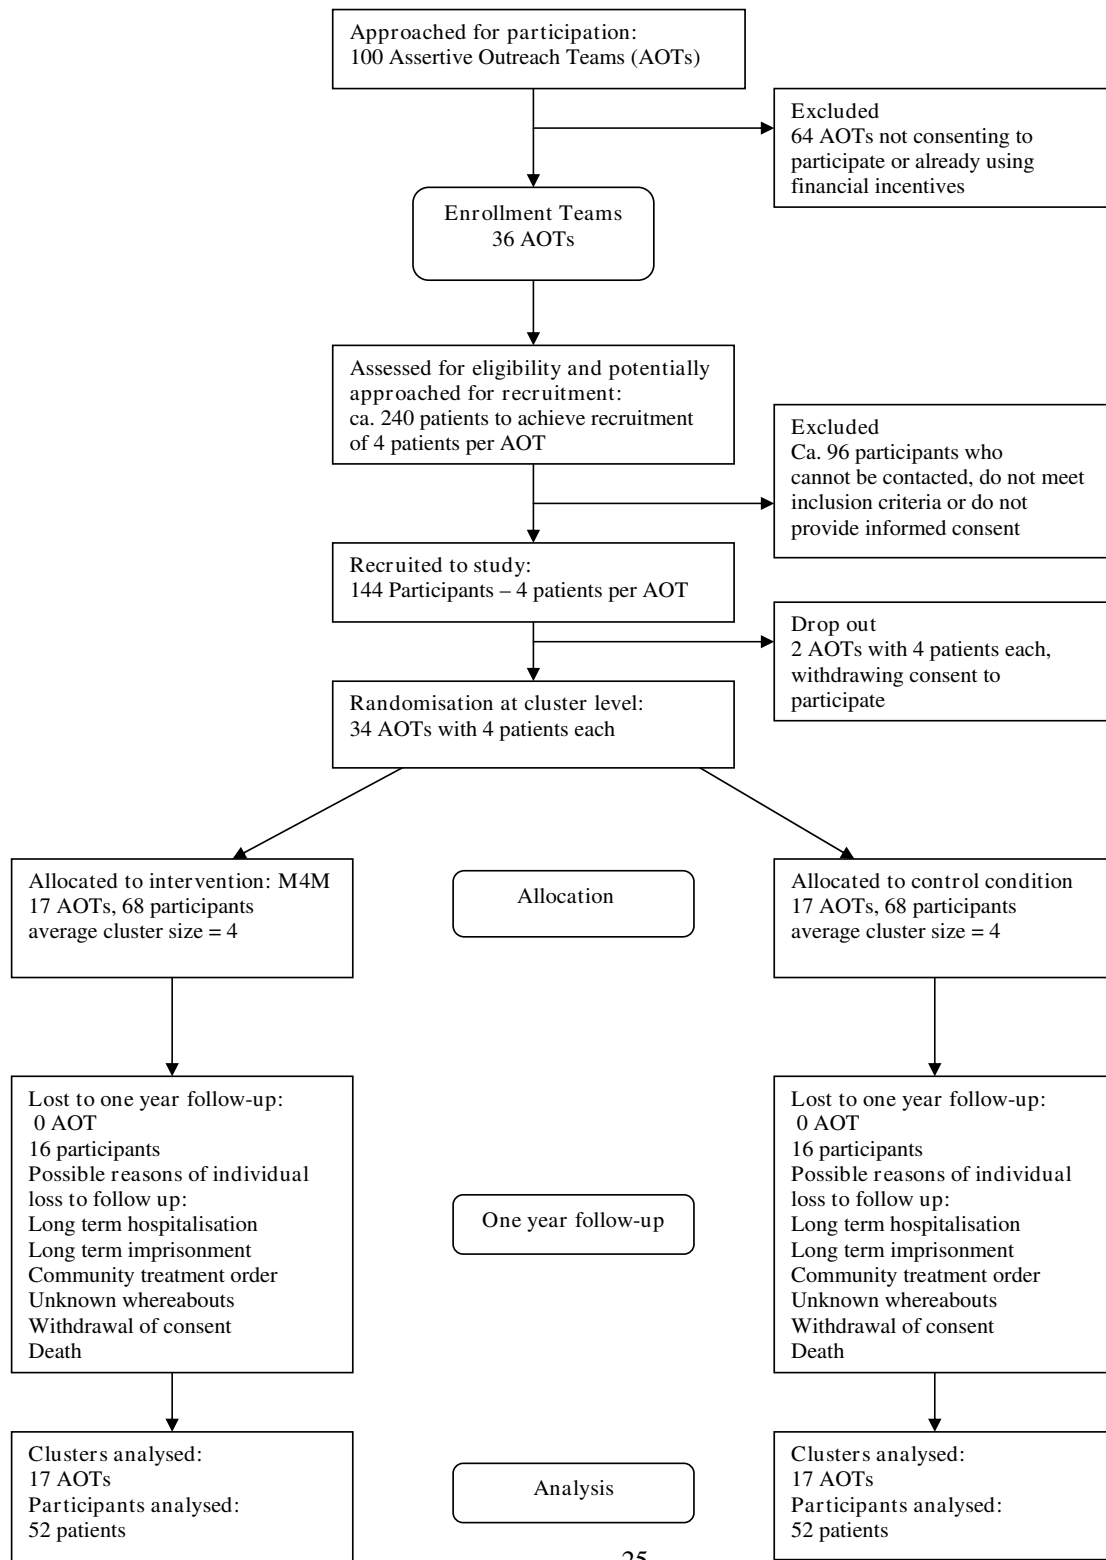 Approached for participation:
100 Assertive Outreach Teams (AOTs)
Excluded
64 AOTs not consenting to
participate or already using
financial incentives
Enrollment Teams
36 AOTs
Assessed for eligibility and potentially
approached for recruitment:
ca. 240 patients to achieve recruitment
of 4 patients per AOT
Excluded
Ca. 96 participants who
cannot be contacted, do not meet
inclusion criteria or do not
provide informed consent
Recruited to study:
144 Participants – 4 patients per AOT
Drop out
2 AOTs with 4 patients each,
withdrawing consent to
participate
Randomisation at cluster level:
34 AOTs with 4 patients each
Allocated to intervention: M4M
17 AOTs, 68 participants
average cluster size = 4
Allocation
Allocated to control condition
17 AOTs, 68 participants
average cluster size = 4
Lost to one year follow-up:
0 AOT
16 participants
Possible reasons of individual
loss to follow up:
Long term hospitalisation
Long term imprisonment
Community treatment order
Unknown whereabouts
Withdrawal of consent
Death
One year follow-up
Lost to one year follow-up:
0 AOT
16 participants
Possible reasons of individual
loss to follow up:
Long term hospitalisation
Long term imprisonment
Community treatment order
Unknown whereabouts
Withdrawal of consent
Death
Clusters analysed:
17 AOTs
Participants analysed:
52 patients
Analysis
Clusters analysed:
17 AOTs
Participants analysed:
52 patients
25